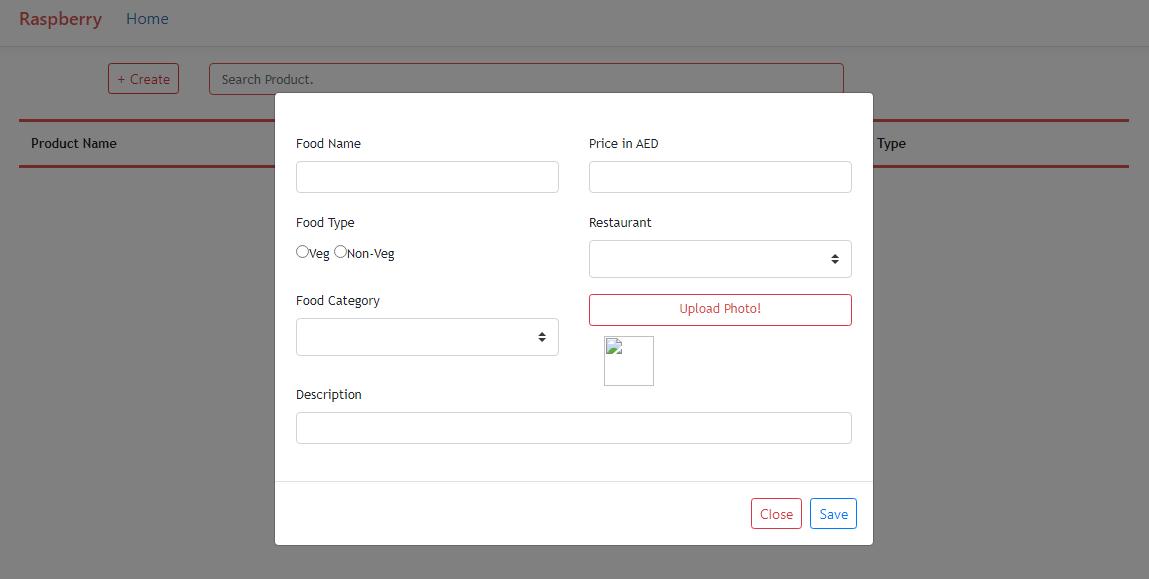 Raspberry Home
+ Create Search Product.
Product Name Type
Food Name Price in AED
Food Type Restaurant
Veg Non-Veg
Food Category
Upload Photo!
Description
Close Save